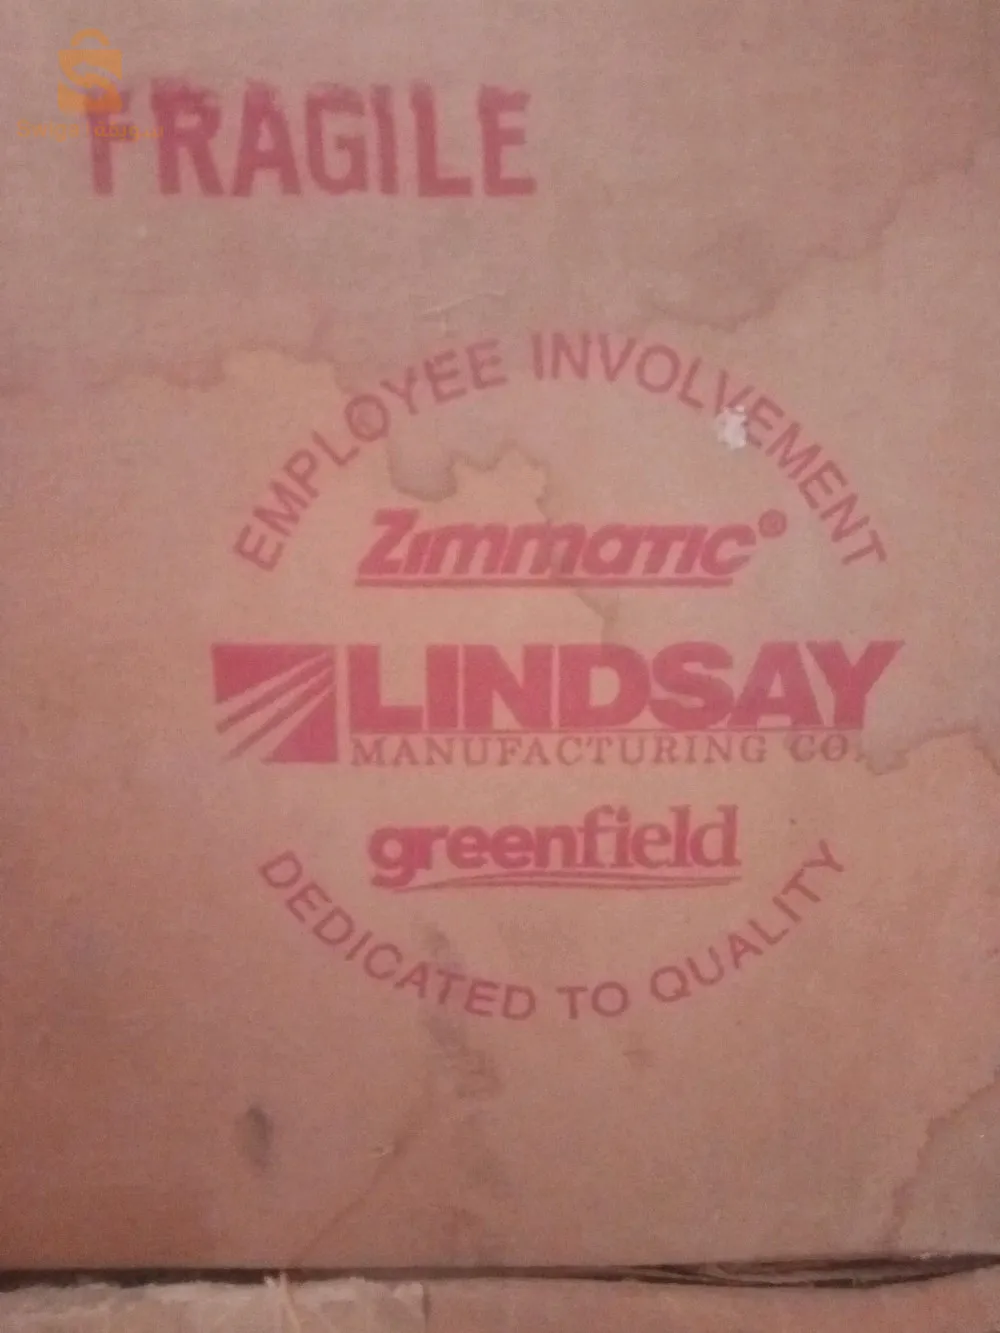 FRAGILE
EMPLOYEE INVOLVEMENT
Zimmatic®
LINDSAY
MANUFACTURING CO.
greenfield
DEDICATED TO QUALITY